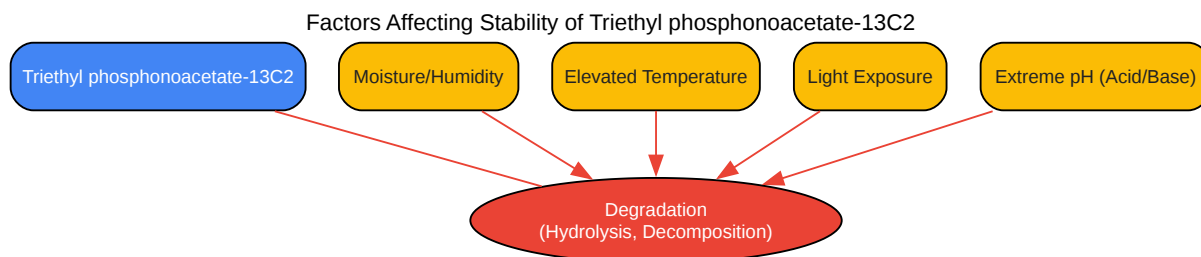 Factors Affecting Stability of Triethyl phosphonoacetate-13C2
Triethyl phosphonoacetate-13C2
Moisture/Humidity
Elevated Temperature
Light Exposure
Extreme pH (Acid/Base)
Degradation
(Hydrolysis, Decomposition)